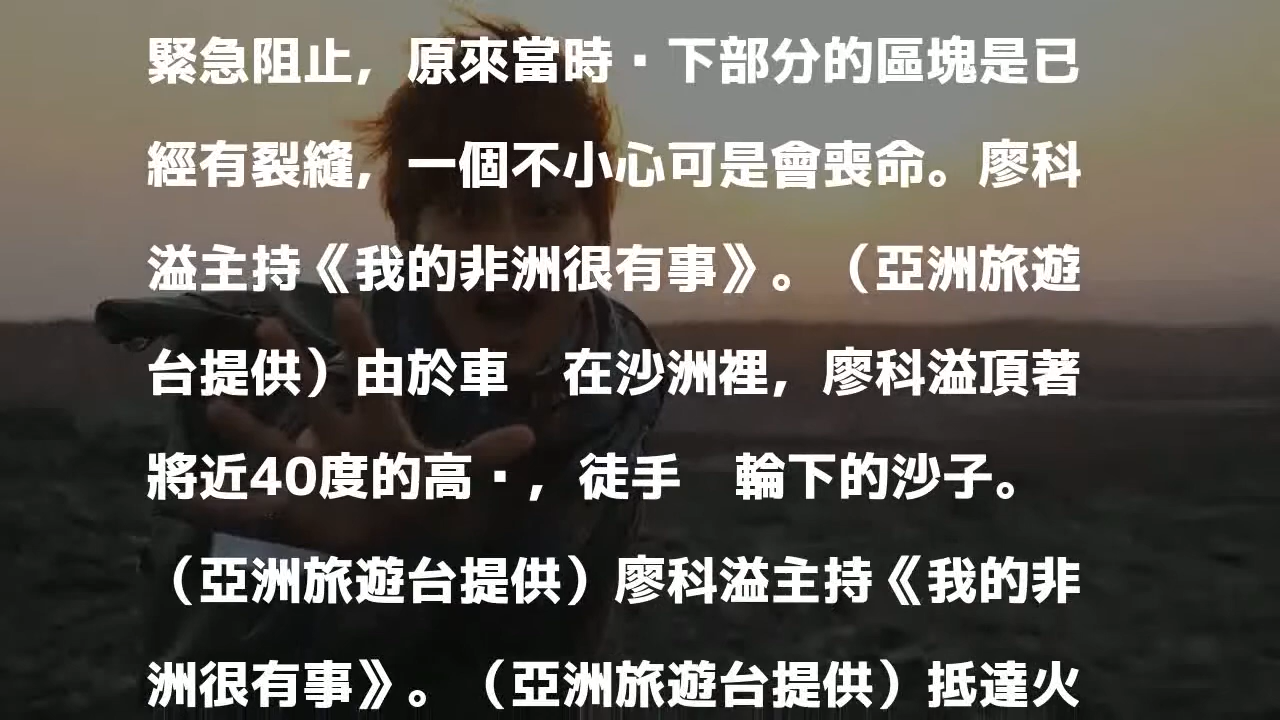 緊急阻止，原來當時·下部分的區塊是已
經有裂縫，一個不小心可是會喪命。廖科
溢主持《我的非洲很有事》。（亞洲旅遊
台提供）由於車　在沙洲裡，廖科溢頂著
將近40度的高·，徒手　輪下的沙子。
（亞洲旅遊台提供）廖科溢主持《我的非
洲很有事》。（亞洲旅遊台提供）抵達火